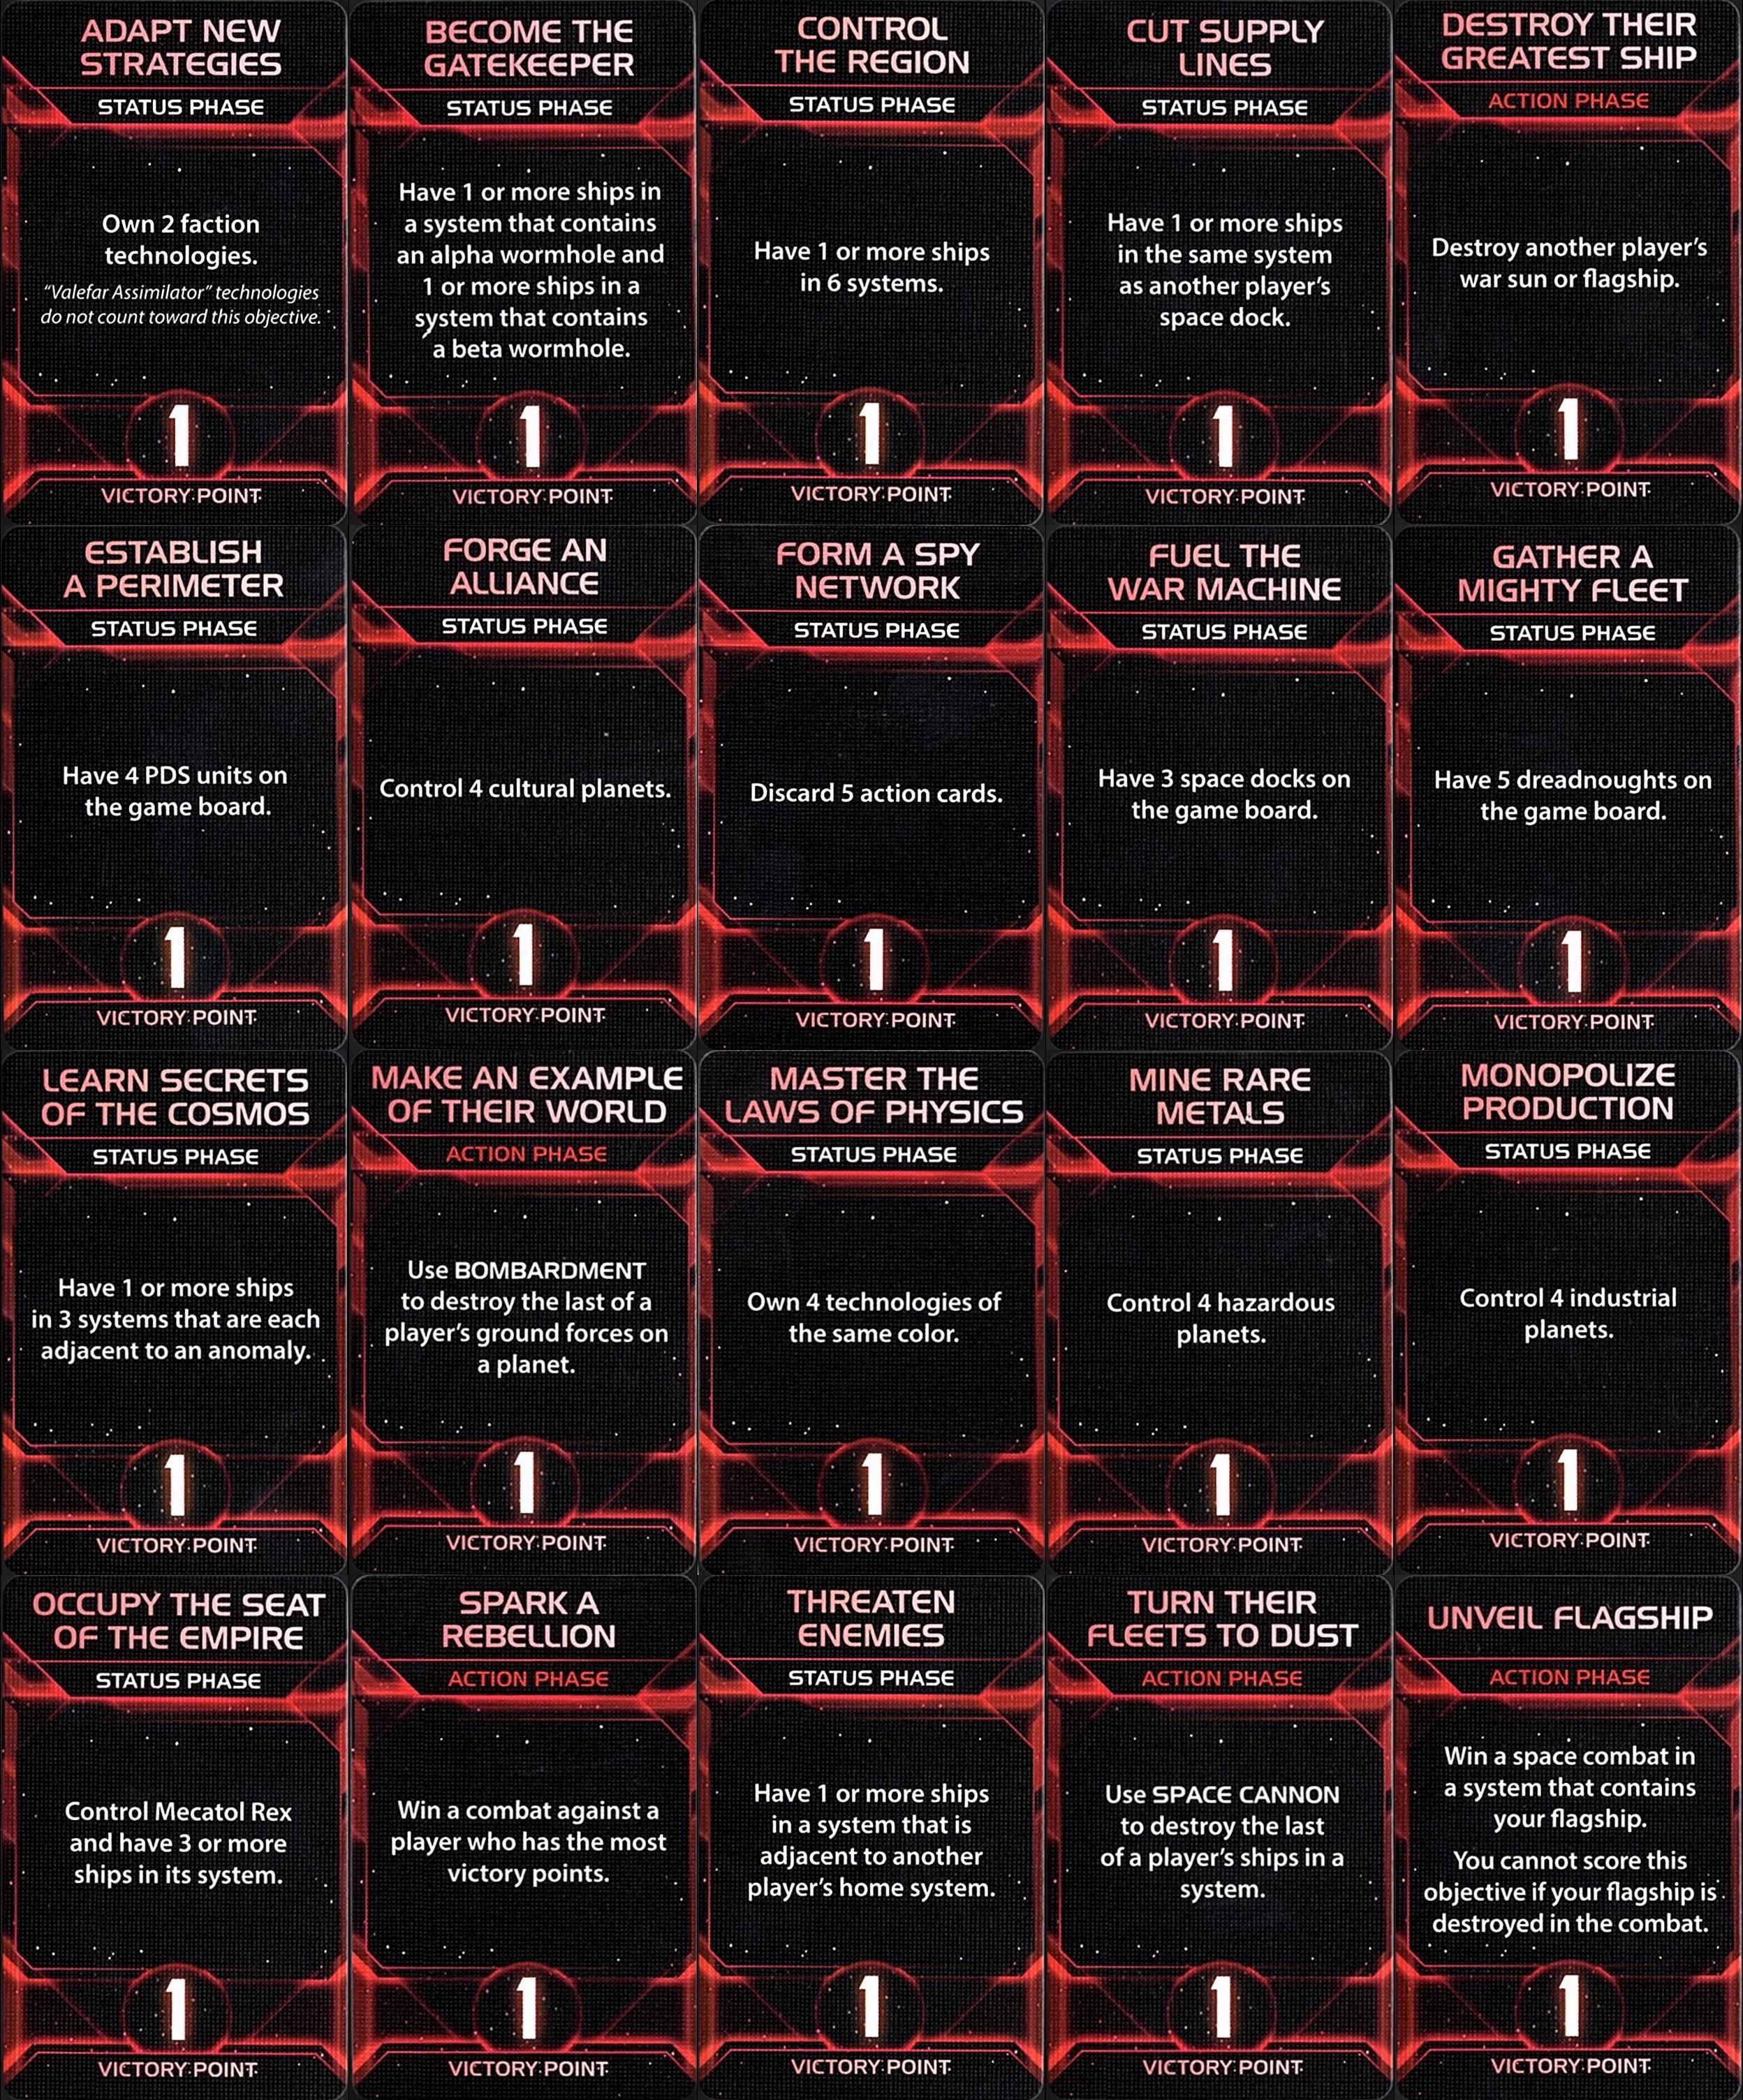 ADAPT NEW
STRATEGIES
STATUS PHASE
Own 2 faction
technologies.
“Valefar Assimilator” technologies
do not count toward this objective.
1
VICTORY POINT
BECOME THE
GATEKEEPER
STATUS PHASE
Have 1 or more ships in
a system that contains
an alpha wormhole and
1 or more ships in a
system that contains
a beta wormhole.
1
VICTORY POINT
CONTROL
THE REGION
STATUS PHASE
Have 1 or more ships
in 6 systems.
1
VICTORY POINT
CUT SUPPLY
LINES
STATUS PHASE
Have 1 or more ships
in the same system
as another player’s
space dock.
1
VICTORY POINT
DESTROY THEIR
GREATEST SHIP
ACTION PHASE
Destroy another player’s
war sun or flagship.
1
VICTORY POINT
ESTABLISH
A PERIMETER
STATUS PHASE
Have 4 PDS units on
the game board.
1
VICTORY POINT
FORGE AN
ALLIANCE
STATUS PHASE
Control 4 cultural planets.
1
VICTORY POINT
FORM A SPY
NETWORK
STATUS PHASE
Discard 5 action cards.
1
VICTORY POINT
FUEL THE
WAR MACHINE
STATUS PHASE
Have 3 space docks on
the game board.
1
VICTORY POINT
GATHER A
MIGHTY FLEET
STATUS PHASE
Have 5 dreadnoughts on
the game board.
1
VICTORY POINT
LEARN SECRETS
OF THE COSMOS
STATUS PHASE
Have 1 or more ships
in 3 systems that are each
adjacent to an anomaly.
1
VICTORY POINT
MAKE AN EXAMPLE
OF THEIR WORLD
ACTION PHASE
Use BOMBARDMENT
to destroy the last of a
player’s ground forces on
a planet.
1
VICTORY POINT
MASTER THE
LAWS OF PHYSICS
STATUS PHASE
Own 4 technologies of
the same color.
1
VICTORY POINT
MINE RARE
METALS
STATUS PHASE
Control 4 hazardous
planets.
1
VICTORY POINT
MONOPOLIZE
PRODUCTION
STATUS PHASE
Control 4 industrial
planets.
1
VICTORY POINT
OCCUPY THE SEAT
OF THE EMPIRE
STATUS PHASE
Control Mecatol Rex
and have 3 or more
ships in its system.
1
VICTORY POINT
SPARK A
REBELLION
ACTION PHASE
Win a combat against a
player who has the most
victory points.
1
VICTORY POINT
THREATEN
ENEMIES
STATUS PHASE
Have 1 or more ships
in a system that is
adjacent to another
player’s home system.
1
VICTORY POINT
TURN THEIR
FLEETS TO DUST
ACTION PHASE
Use SPACE CANNON
to destroy the last
of a player’s ships in a
system.
1
VICTORY POINT
UNVEIL FLAGSHIP
ACTION PHASE
Win a space combat in
a system that contains
your flagship.
You cannot score this
objective if your flagship is
destroyed in the combat.
1
VICTORY POINT